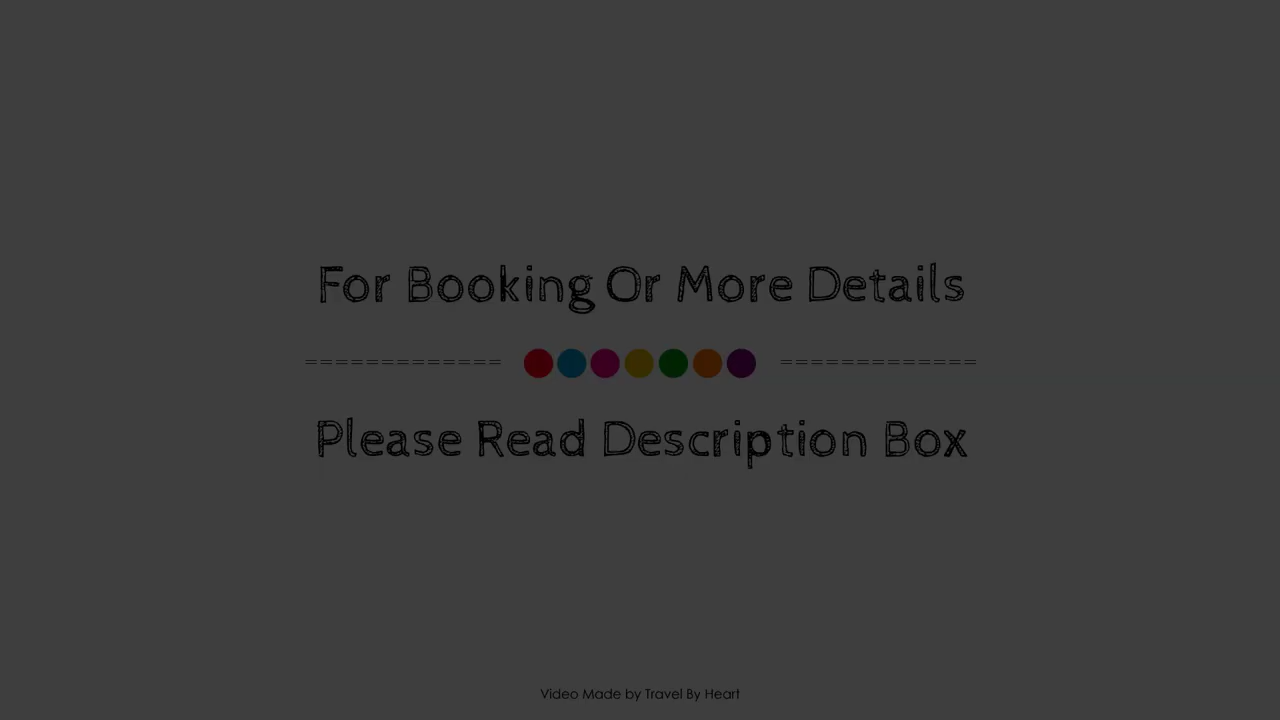 For Booking Or More Details
============= =============
Please Read Description Box
Video Made by Travel By Heart